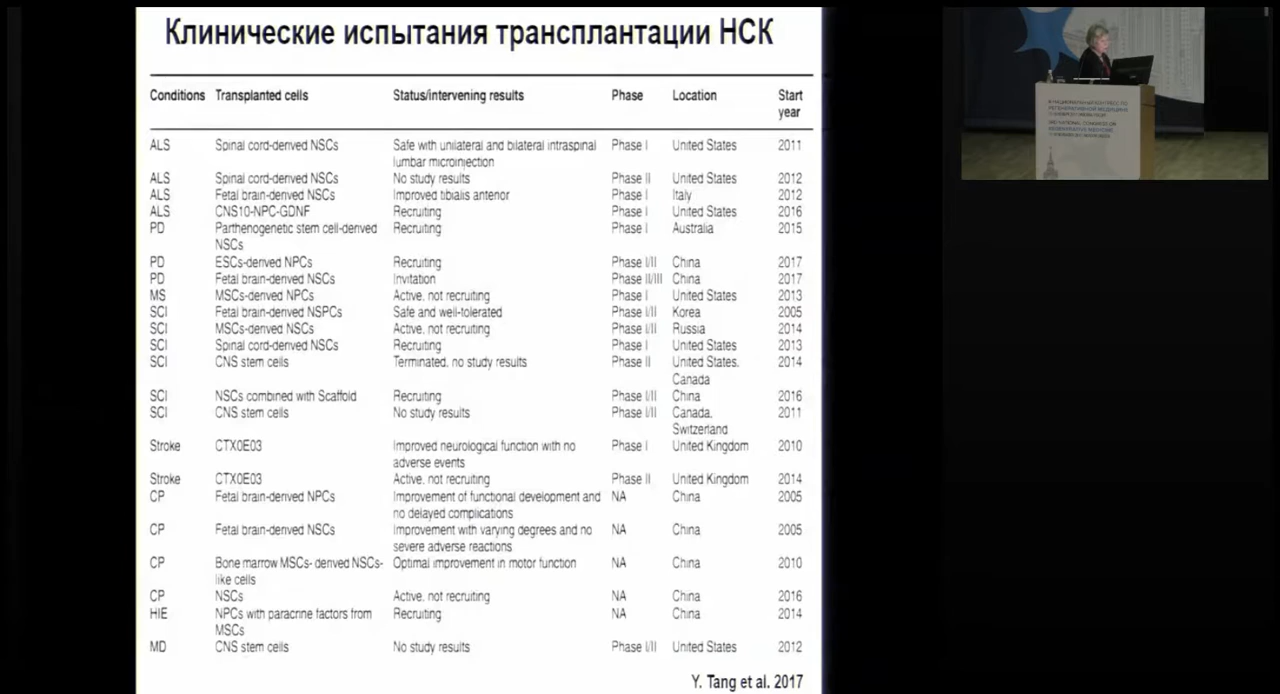 Клинические испытания трансплантации НСК
Conditions Transplanted cells Status/intervening results Phase Location Start
year
ALS Spinal cord-derived NSCs Safe with unilateral and bilateral intraspinal Phase I United States 2011
lumbar microinjection
ALS Spinal cord-derived NSCs No study results Phase II United States 2012
ALS Fetal brain-derived NSCs Improved tibialis antenor Phase I Italy 2012
ALS CNS10-NPC-GDNF Recruiting Phase I United States 2016
PD Parthenogenetic stem cell-derived Recruiting Phase I Australia 2015
NSCs
PD ESCs-derived NPCs Recruiting Phase I/II China 2017
PD Fetal brain-derived NSCs Invitation Phase II/III China 2017
MS MSCs-derived NPCs Active, not recruiting Phase I United States 2013
SCI Fetal brain-derived NSPCs Safe and well-tolerated Phase I/II Korea 2005
SCI MSCs-derived NSCs Active, not recruiting Phase I/II Russia 2014
SCI Spinal cord-derived NSCs Recruiting Phase I United States 2013
SCI CNS stem cells Terminated, no study results Phase II United States, 2014
Canada
SCI NSCs combined with Scaffold Recruiting Phase I/II China 2016
SCI CNS stem cells No study results Phase I/II Canada, 2011
Switzerland
Stroke CTX0E03 Improved neurological function with no Phase I United Kingdom 2010
adverse events
Stroke CTX0E03 Active, not recruiting Phase II United Kingdom 2014
CP Fetal brain-derived NPCs Improvement of functional development and NA China 2005
no delayed complications
CP Fetal brain-derived NSCs Improvement with varying degrees and no NA China 2005
severe adverse reactions
CP Bone marrow MSCs- derived NSCs- Optimal improvement in motor function NA China 2010
like cells
CP NSCs Active, not recruiting NA China 2016
HIE NPCs with paracrine factors from Recruiting NA China 2014
MSCs
MD CNS stem cells No study results Phase I/II United States 2012
Y. Tang et al. 2017
III НАЦИОНАЛЬНЫЙ КОНГРЕСС ПО
РЕГЕНЕРАТИВНОЙ МЕДИЦИНЕ
3RD NATIONAL CONGRESS ON
REGENERATIVE MEDICINE